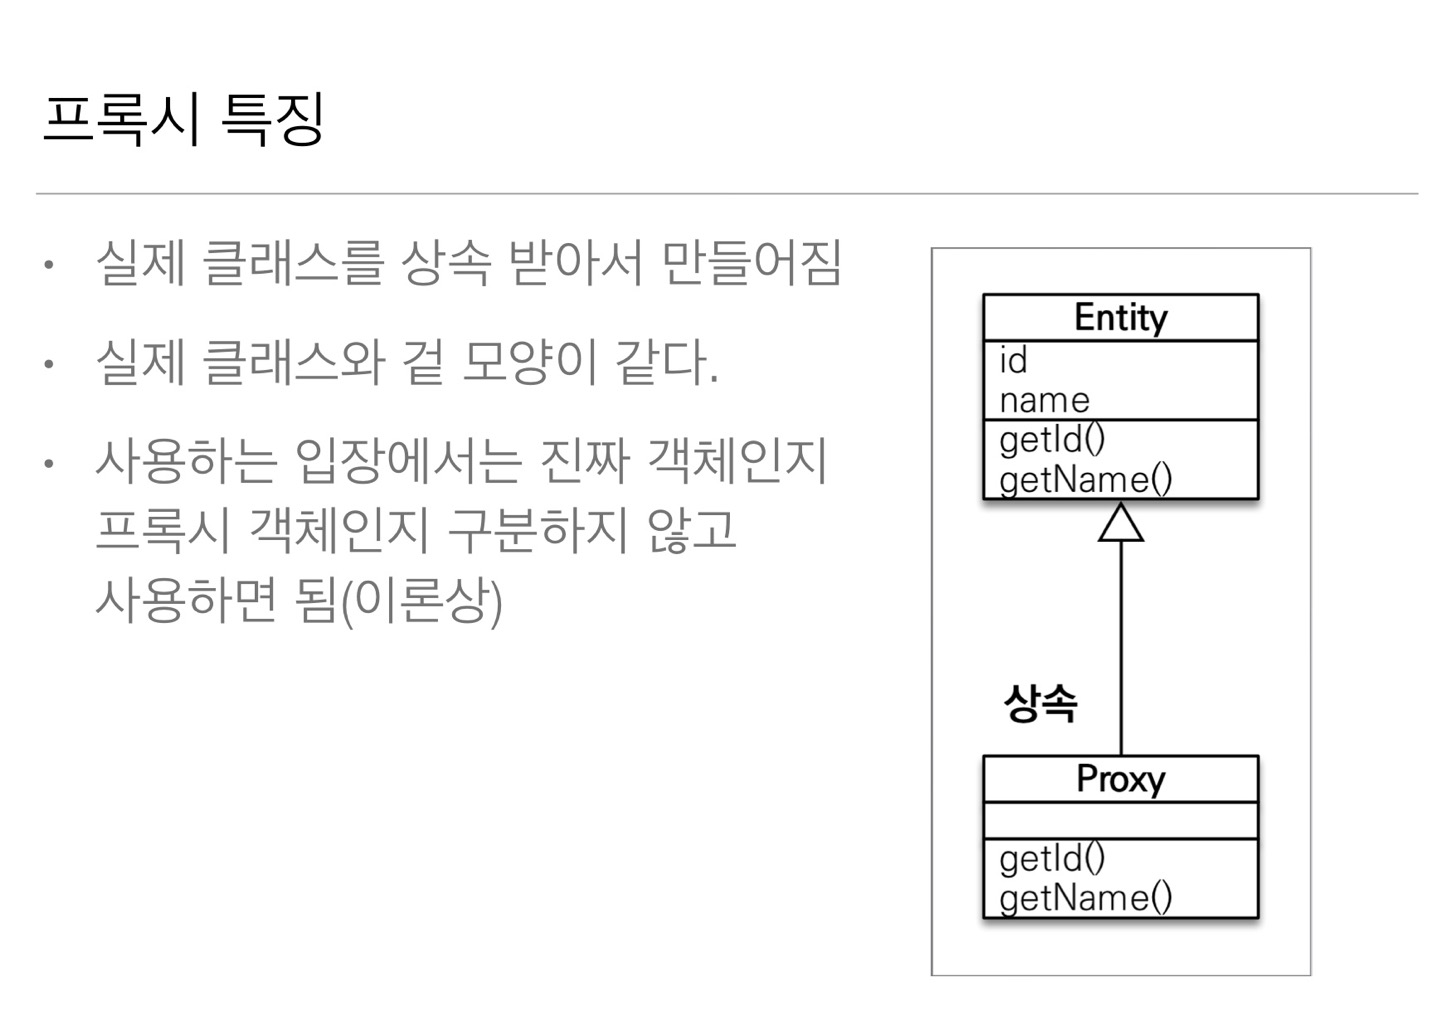 프록시 특징
• 실제 클래스를 상속 받아서 만들어짐
• 실제 클래스와 겉 모양이 같다.
• 사용하는 입장에서는 진짜 객체인지
프록시 객체인지 구분하지 않고
사용하면 됨(이론상)
Entity
id
name
getId()
getName()
상속
Proxy
getId()
getName()